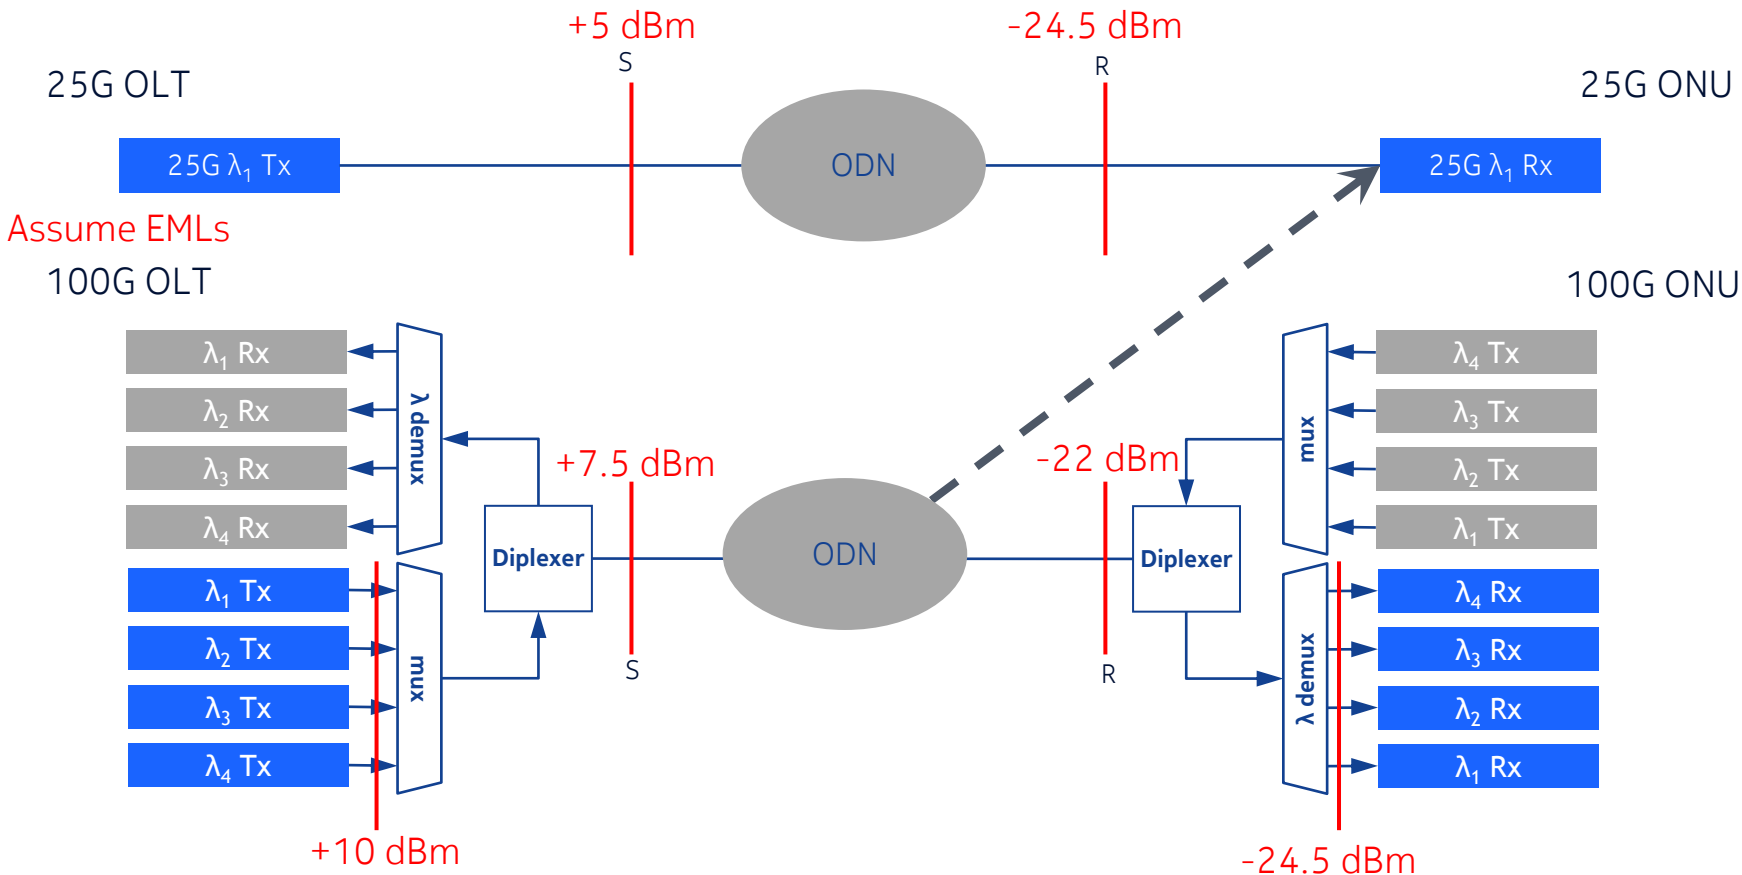 +5 dBm
-24.5 dBm
S
R
25G OLT
25G ONU
25G λ1 Tx
ODN
25G λ1 Rx
Assume EMLs
100G OLT
100G ONU
λ1 Rx
λ2 Rx
λ3 Rx
λ4 Rx
λ demux
λ4 Tx
λ3 Tx
λ2 Tx
λ1 Tx
mux
+7.5 dBm
-22 dBm
Diplexer
ODN
Diplexer
S
R
λ1 Tx
λ2 Tx
λ3 Tx
λ4 Tx
mux
λ demux
λ4 Rx
λ3 Rx
λ2 Rx
λ1 Rx
+10 dBm
-24.5 dBm